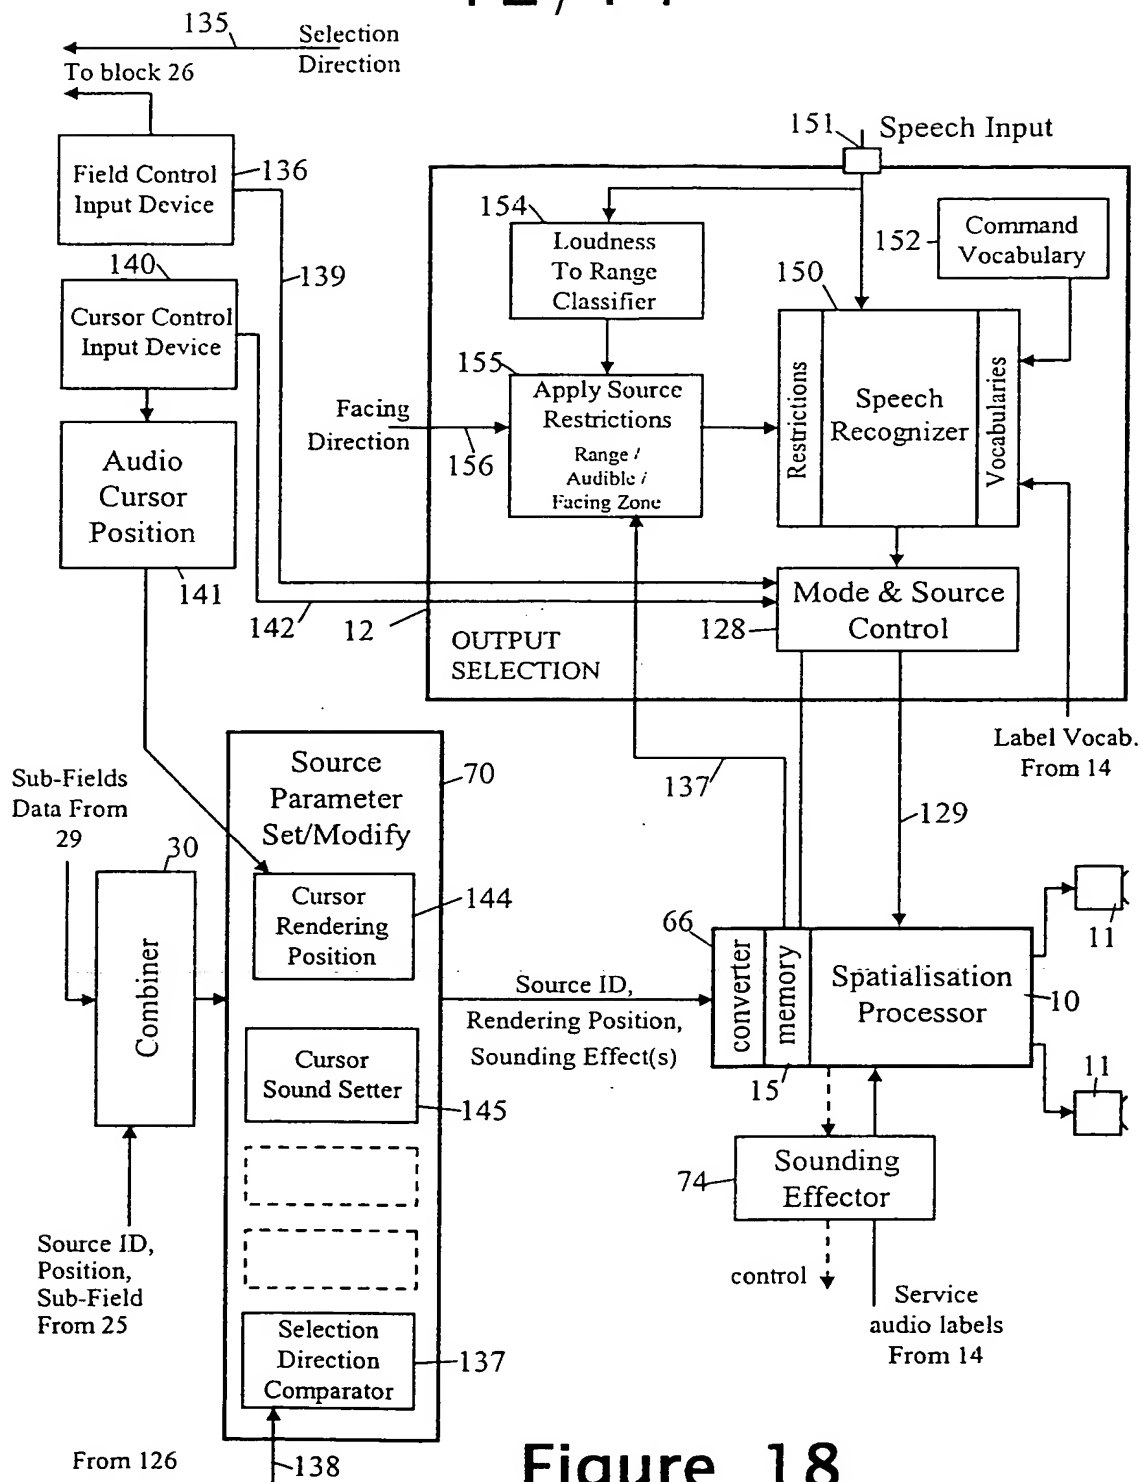 135
Selection
Direction
To block 26
Field Control
Input Device
136
140
139
Cursor Control
Input Device
Audio
Cursor
Position
141
142
12
151
Speech Input
154
Loudness
To Range
Classifier
152
Command
Vocabulary
150
155
Apply Source
Restrictions
Range /
Audible /
Facing Zone
Facing
Direction
156
Restrictions
Speech
Recognizer
Vocabularies
Mode & Source
Control
128
OUTPUT
SELECTION
Label Vocab.
From 14
137
129
Sub-Fields
Data From
29
30
Combiner
Source
Parameter
Set/Modify
70
Cursor
Rendering
Position
144
Cursor
Sound Setter
145
Source ID,
Rendering Position,
Sounding Effect(s)
66
converter
memory
15
Spatialisation
Processor
10
11
11
Sounding
Effector
74
control
Service
audio labels
From 14
Source ID,
Position,
Sub-Field
From 25
Selection
Direction
Comparator
137
From 126
138
Figure 18